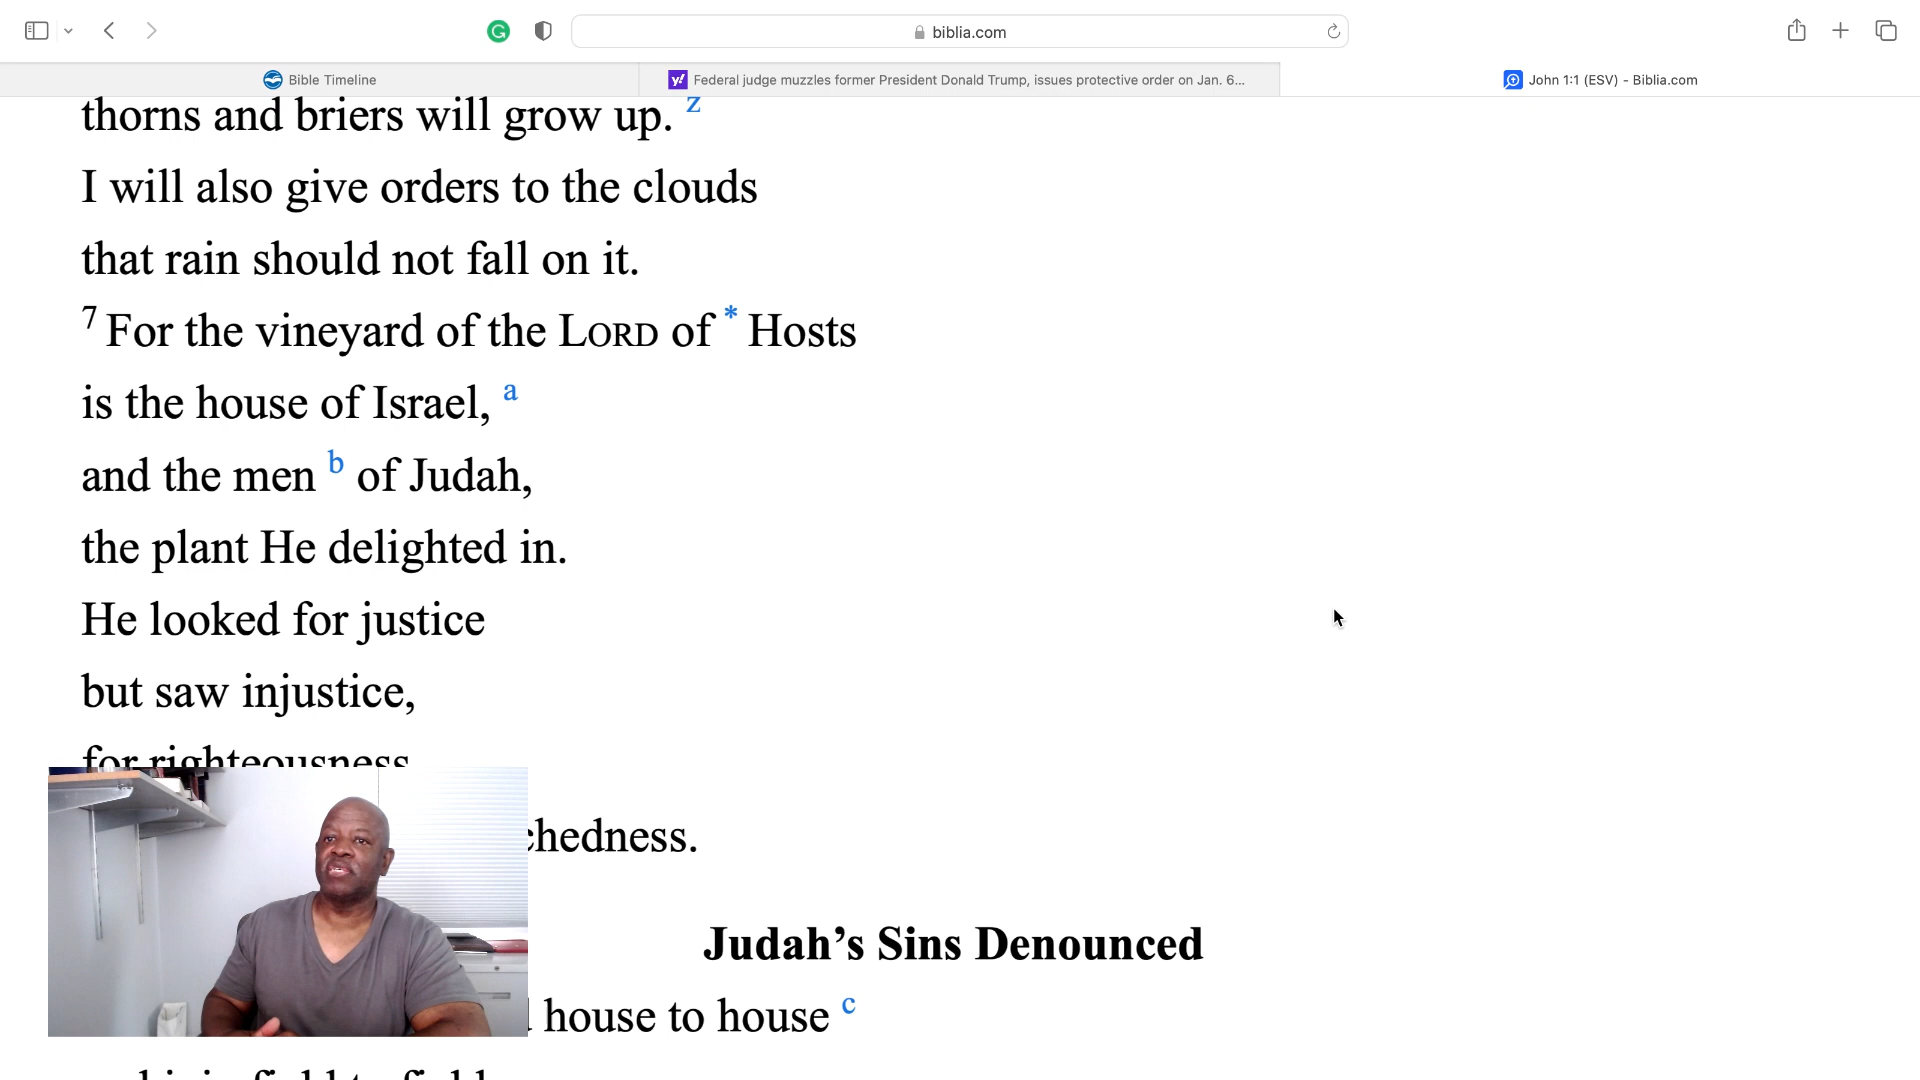 biblia.com
Bible Timeline
Federal judge muzzles former President Donald Trump, issues protective order on Jan. 6...
John 1:1 (ESV) - Biblia.com
thorns and briers will grow up. z
I will also give orders to the clouds
that rain should not fall on it.
7 For the vineyard of the LORD of * Hosts
is the house of Israel, a
and the men b of Judah,
the plant He delighted in.
He looked for justice
but saw injustice,
for righteousness
chedness.
Judah’s Sins Denounced
house to house c